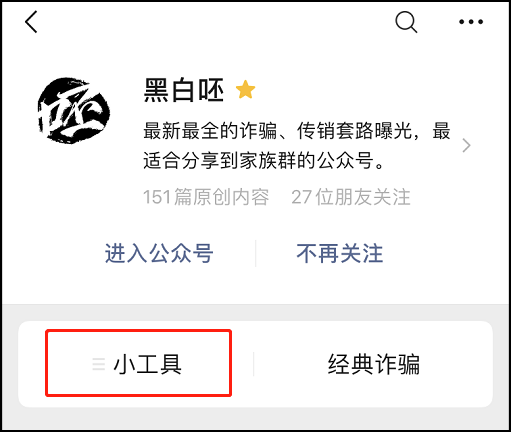 呸
黑白呸
最新最全的诈骗、传销套路曝光，最
适合分享到家族群的公众号。
151篇原创内容 27位朋友关注
进入公众号 不再关注
小工具 经典诈骗